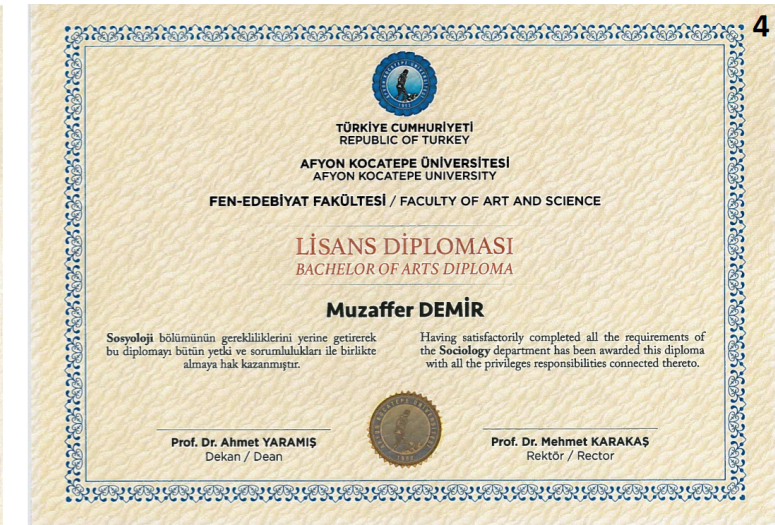 4
TÜRKİYE CUMHURİYETİ
REPUBLIC OF TURKEY
AFYON KOCATEPE ÜNİVERSİTESİ
AFYON KOCATEPE UNIVERSITY
FEN-EDEBİYAT FAKÜLTESİ / FACULTY OF ART AND SCIENCE
LİSANS DİPLOMASI
BACHELOR OF ARTS DIPLOMA
Muzaffer DEMİR
Sosyoloji bölümünün gerekliliklerini yerine getirerek
bu diplomayı bütün yetki ve sorumlulukları ile birlikte
almaya hak kazanmıştır.
Having satisfactorily completed all the requirements of
the Sociology department has been awarded this diploma
with all the privileges responsibilities connected thereto.
Prof. Dr. Ahmet YARAMIŞ
Dekan / Dean
Prof. Dr. Mehmet KARAKAŞ
Rektör / Rector